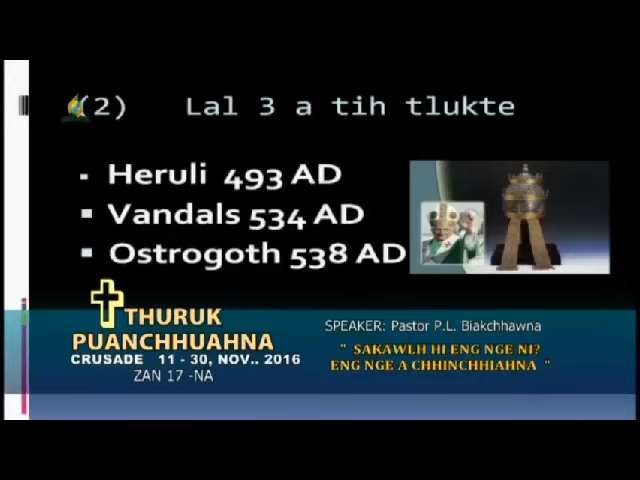 (2) Lal 3 a tih tlukte
Heruli 493 AD
Vandals 534 AD
Ostrogoth 538 AD
THURUK
PUANCHHUAHNA
CRUSADE 11 - 30, NOV.. 2016
ZAN 17 -NA
SPEAKER: Pastor P.L. Biakchhawna
" SAKAWLH HI ENG NGE NI?
ENG NGE A CHHINCHHIAHNA "